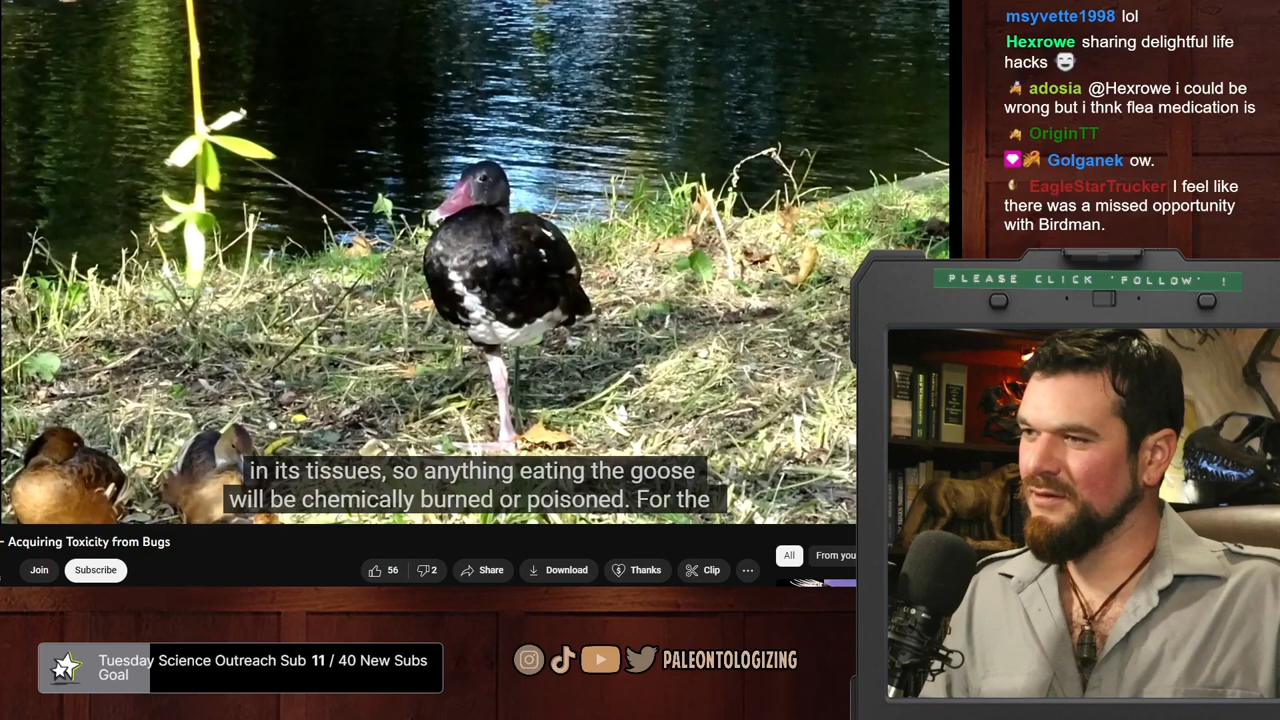 msyvette1998 lol
Hexrowe sharing delightful life
hacks
adosia @Hexrowe i could be
wrong but i thnk flea medication is
OriginTT
Golganek ow.
EagleStarTrucker I feel like
there was a missed opportunity
with Birdman.
PLEASE CLICK 'FOLLOW' !
in its tissues, so anything eating the goose
will be chemically burned or poisoned. For the
- Acquiring Toxicity from Bugs
Join
Subscribe
56
2
Share
Download
Thanks
Clip
All
From you
Tuesday Science Outreach Sub 11 / 40 New Subs
Goal
PALEONTOLOGIZING